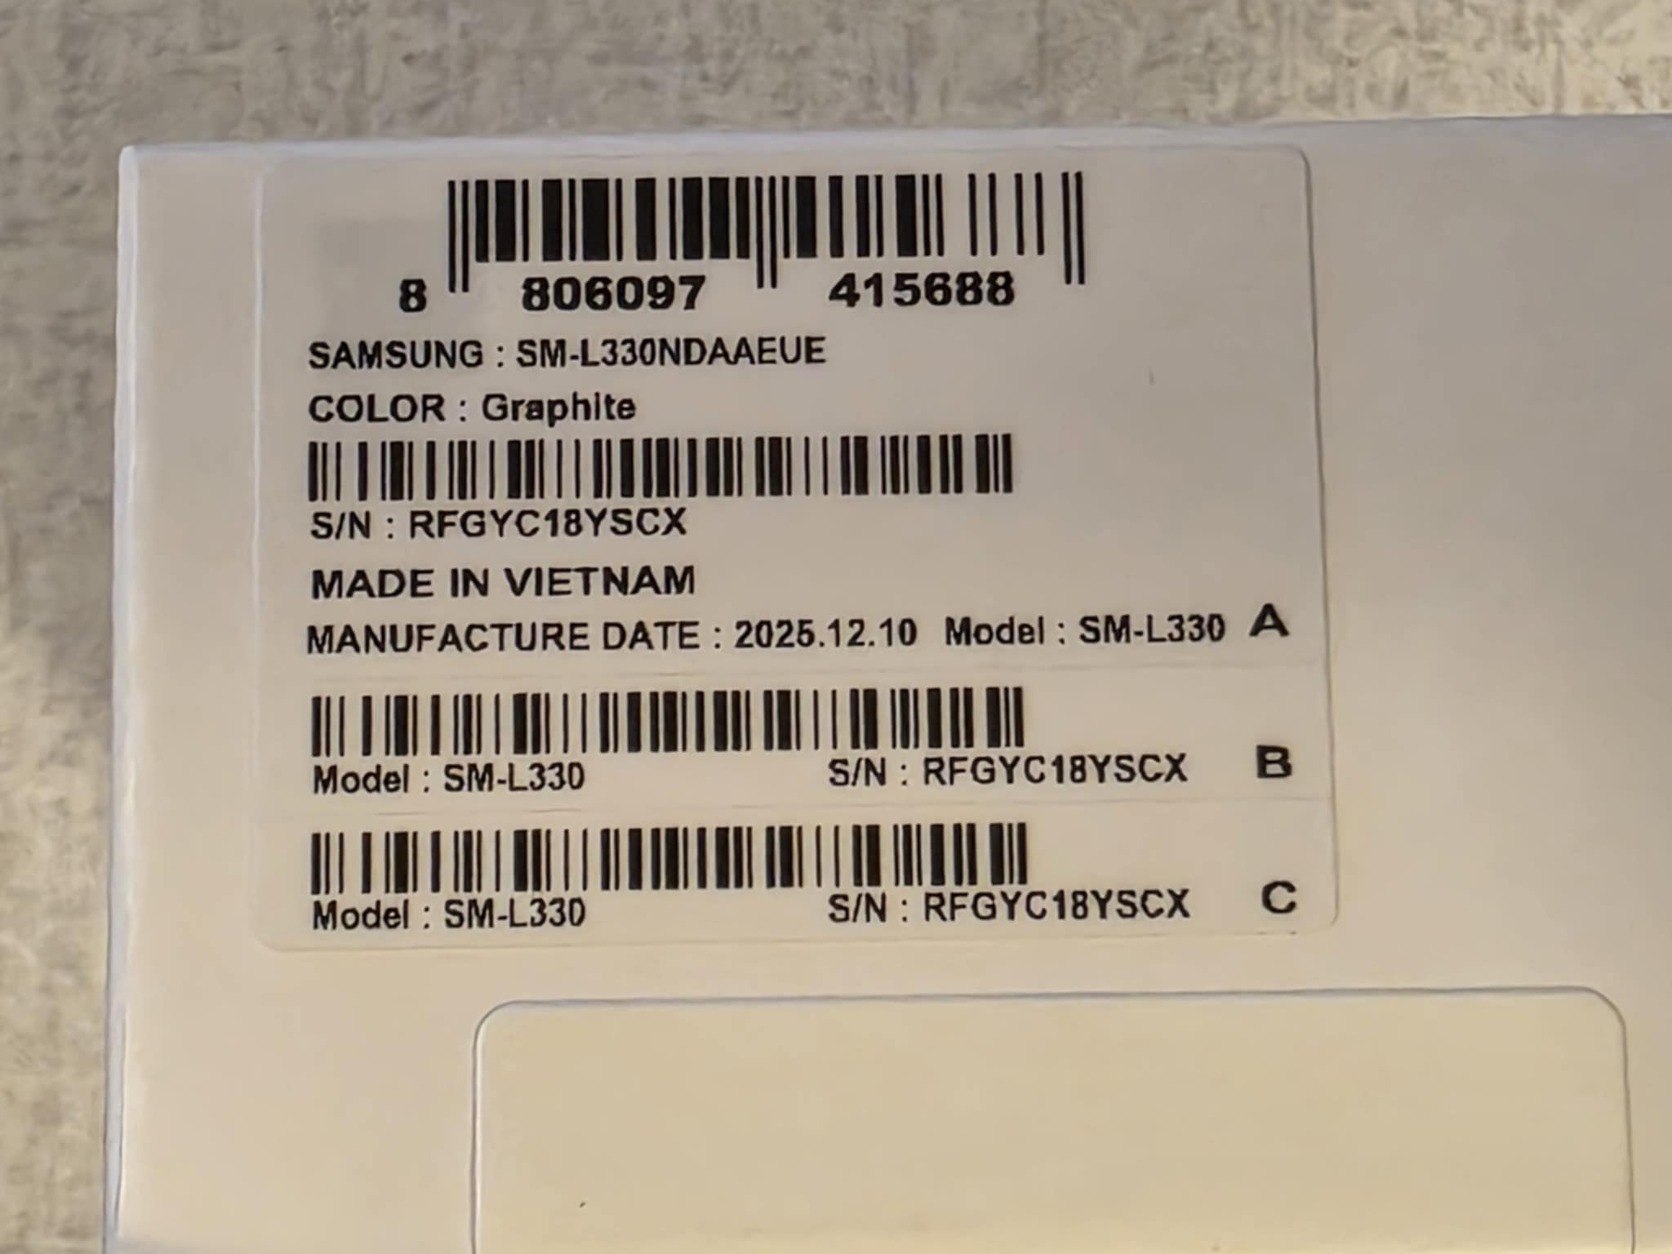 8 806097 415688
SAMSUNG : SM-L330NDAAEUE
COLOR : Graphite
S/N : RFGYC18YSCX
MADE IN VIETNAM
MANUFACTURE DATE : 2025.12.10 Model : SM-L330 A
Model : SM-L330 S/N : RFGYC18YSCX B
Model : SM-L330 S/N : RFGYC18YSCX C